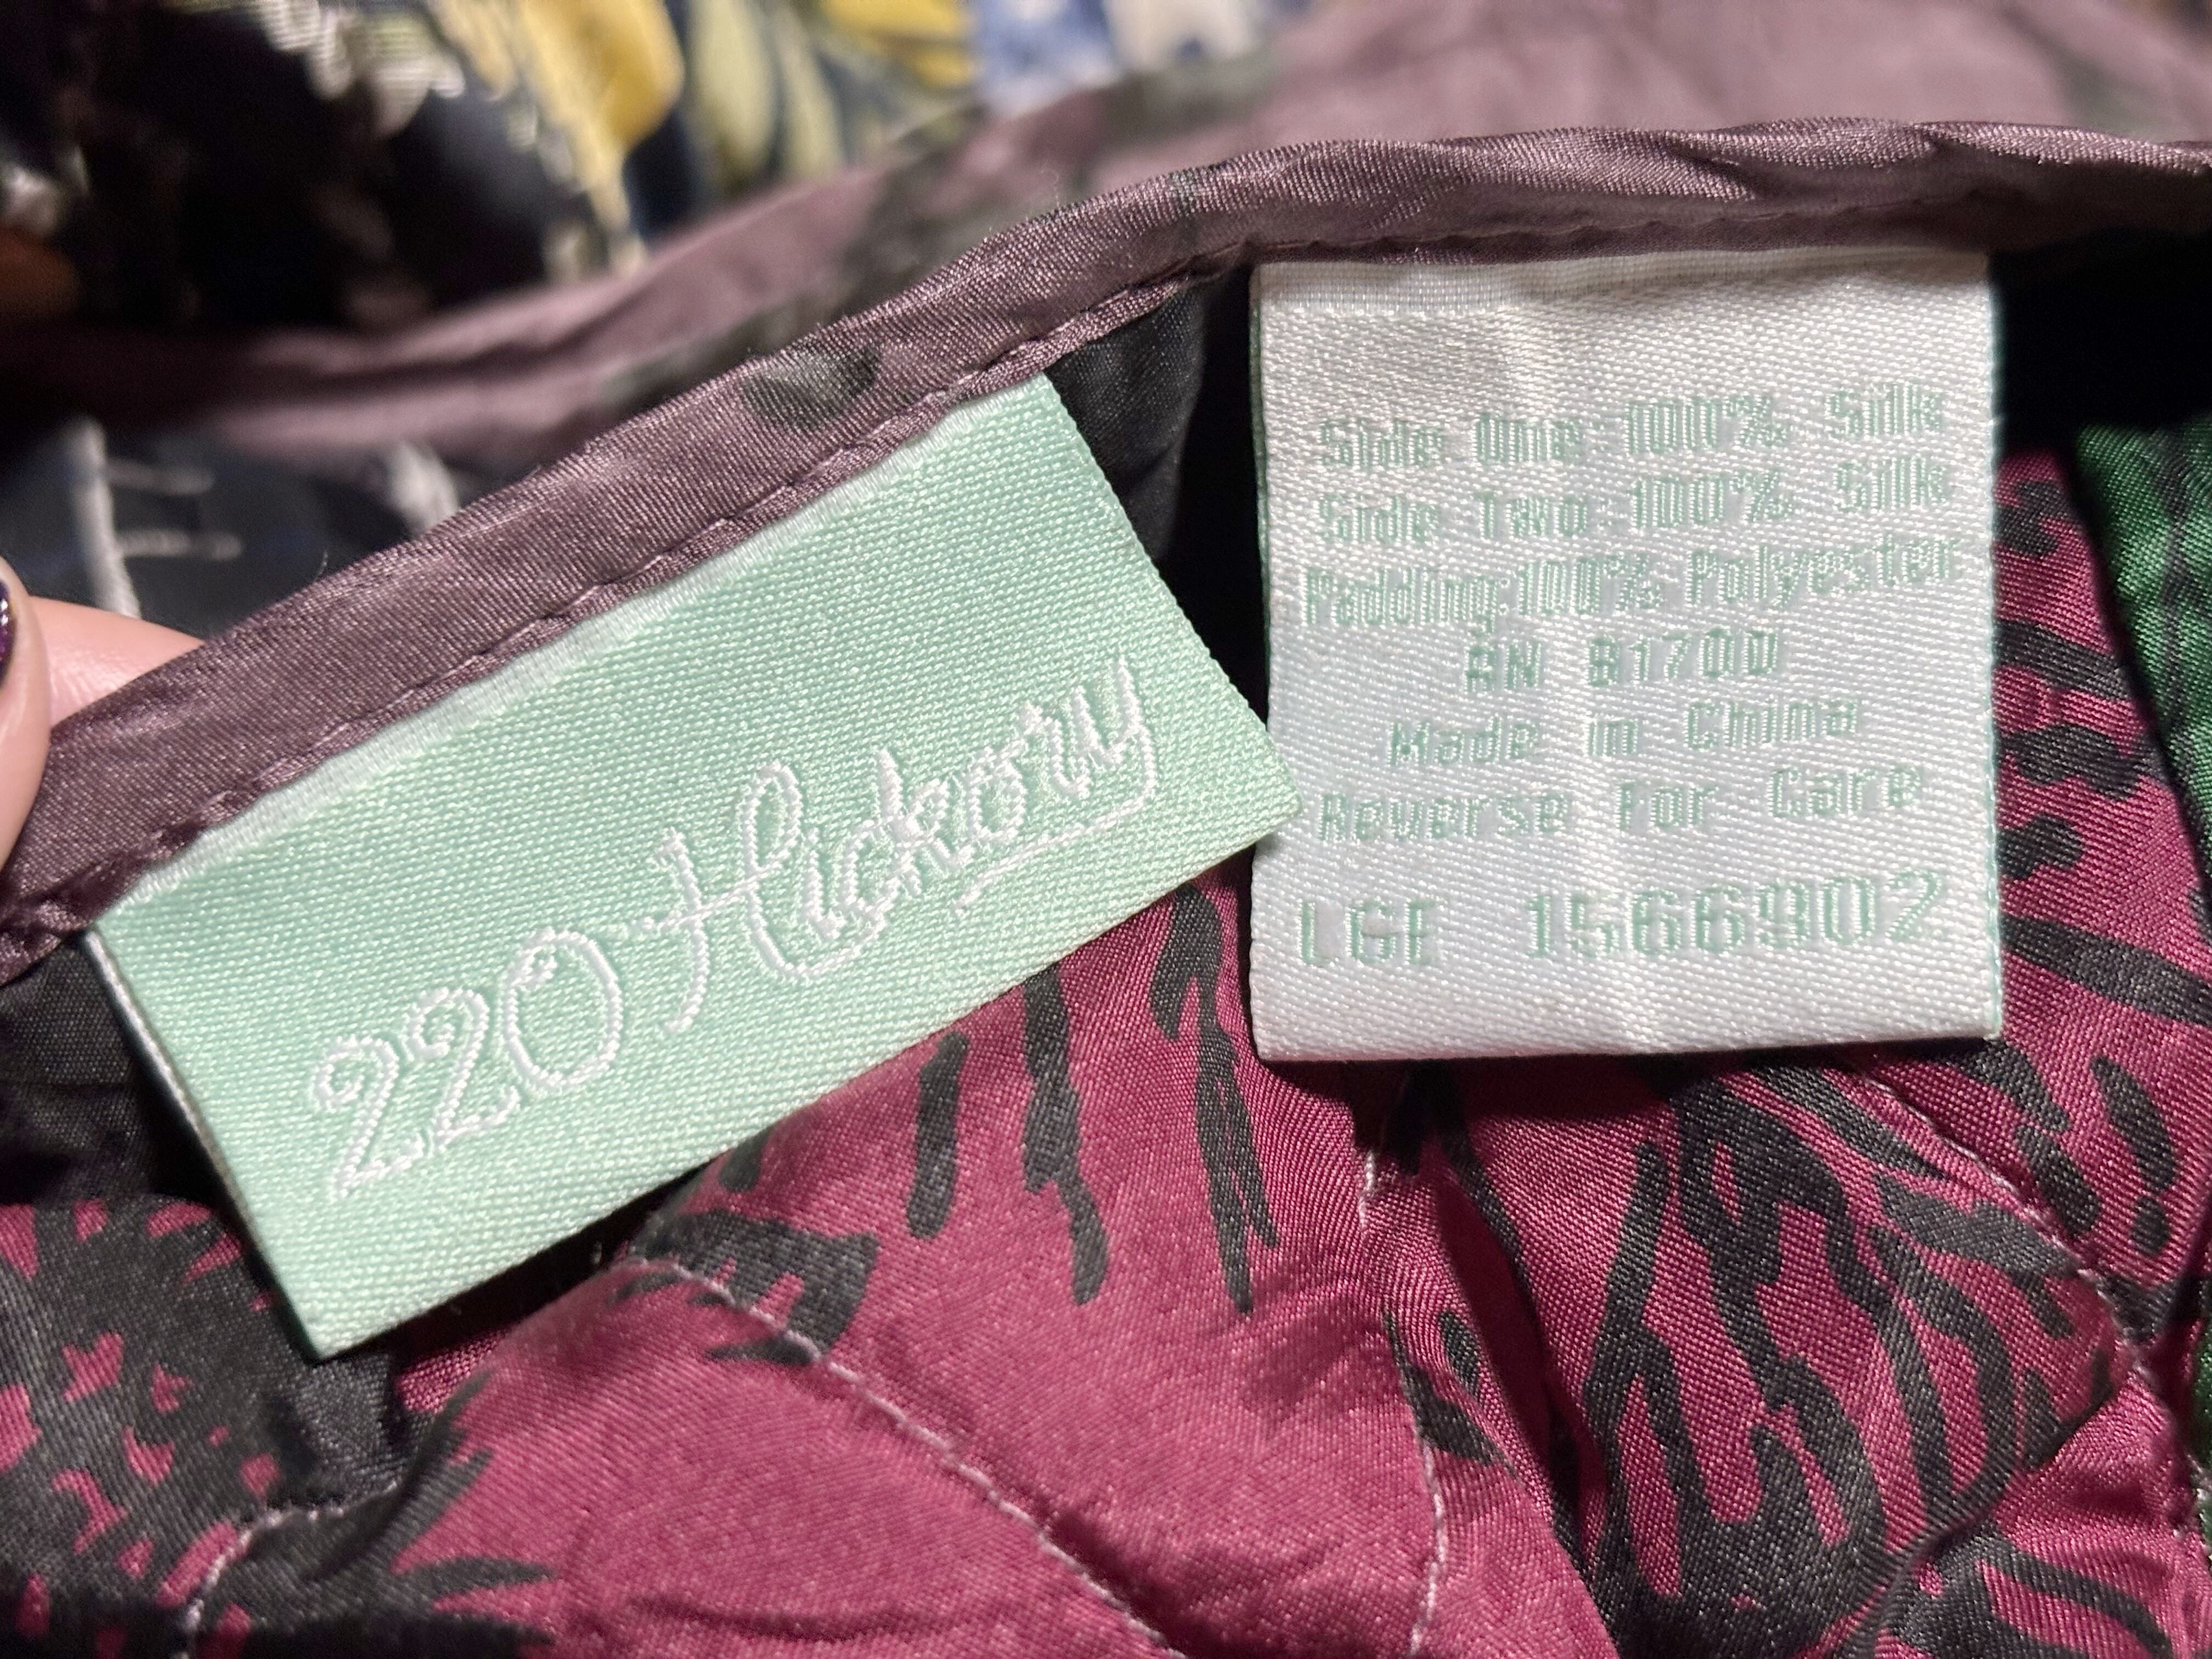 220 Hickory
Side One 100% Silk
Side Two 100% Silk
Padding:100% Polyester
RN 81700
Made in China
Reverse For Care
LGE 1566902